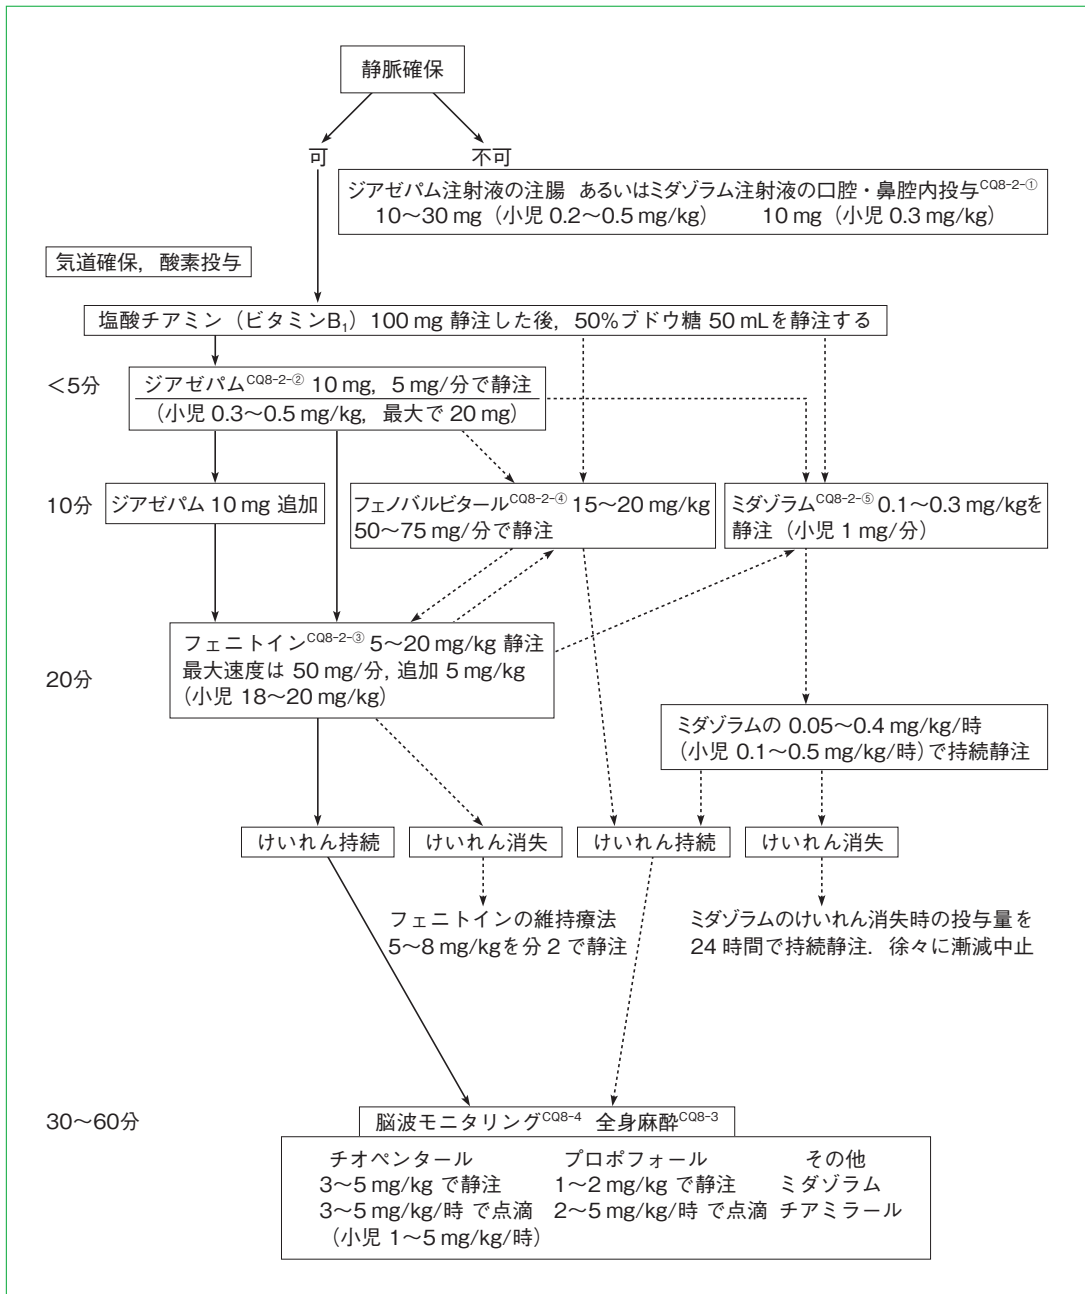 静脈確保
可
不可
ジアゼパム注射液の注腸 あるいはミダゾラム注射液の口腔・鼻腔内投与CQ8-2-①
10〜30 mg（小児 0.2〜0.5 mg/kg） 10 mg（小児 0.3 mg/kg）
気道確保，酸素投与
塩酸チアミン（ビタミンB₁）100 mg 静注した後，50%ブドウ糖 50 mLを静注する
＜5分
ジアゼパムCQ8-2-② 10 mg，5 mg/分で静注
（小児 0.3〜0.5 mg/kg，最大で 20 mg）
10分
ジアゼパム 10 mg 追加
フェノバルビタールCQ8-2-④ 15〜20 mg/kg
50〜75 mg/分で静注
ミダゾラムCQ8-2-⑤ 0.1〜0.3 mg/kgを
静注（小児 1 mg/分）
20分
フェニトインCQ8-2-③ 5〜20 mg/kg 静注
最大速度は 50 mg/分，追加 5 mg/kg
（小児 18〜20 mg/kg）
ミダゾラムの 0.05〜0.4 mg/kg/時
（小児 0.1〜0.5 mg/kg/時）で持続静注
けいれん持続
けいれん消失
けいれん持続
けいれん消失
フェニトインの維持療法
5〜8 mg/kgを分 2 で静注
ミダゾラムのけいれん消失時の投与量を
24 時間で持続静注．徐々に漸減中止
30〜60分
脳波モニタリングCQ8-4 全身麻酔CQ8-3
チオペンタール
3〜5 mg/kg で静注
3〜5 mg/kg/時 で点滴
（小児 1〜5 mg/kg/時）
プロポフォール
1〜2 mg/kg で静注
2〜5 mg/kg/時 で点滴
その他
ミダゾラム
チアミラール